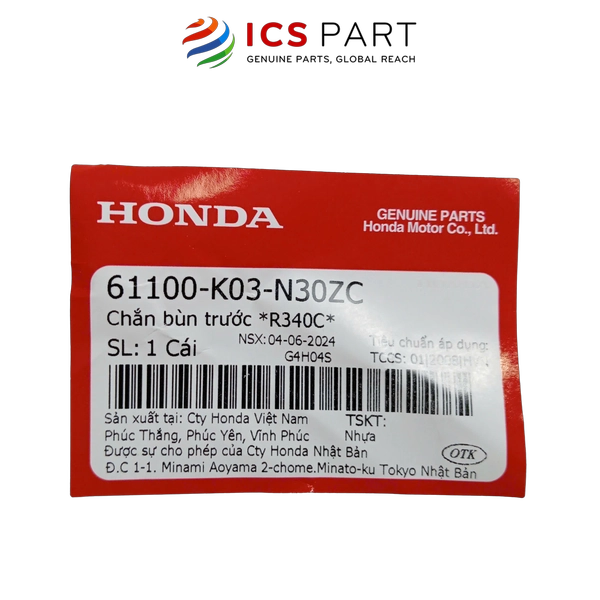 ICS PART
GENUINE PARTS, GLOBAL REACH
HONDA
GENUINE PARTS
Honda Motor Co., Ltd.
61100-K03-N30ZC
Chắn bùn trước *R340C*
SL: 1 Cái
NSX: 04-06-2024
G4H04S
Tiêu chuẩn áp dụng:
TCCS:
Sản xuất tại: Cty Honda Việt Nam
Phúc Thắng, Phúc Yên, Vĩnh Phúc
TSKT:
Nhựa
Được sự cho phép của Cty Honda Nhật Bản
Đ.C 1-1. Minami Aoyama 2-chome.Minato-ku Tokyo Nhật Bản
OTK